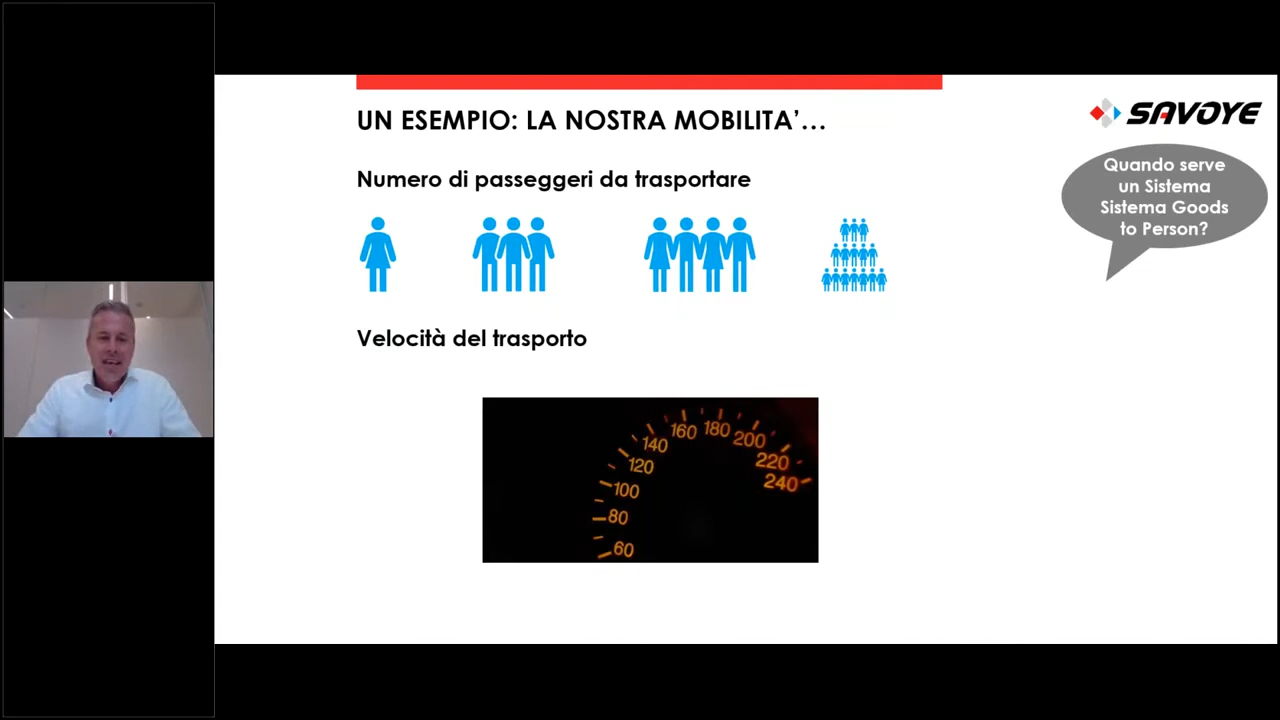 UN ESEMPIO: LA NOSTRA MOBILITA’…
SAVOYE
Quando serve
un Sistema
Sistema Goods
to Person?
Numero di passeggeri da trasportare
Velocità del trasporto
60
80
100
120
140
160
180
200
220
240